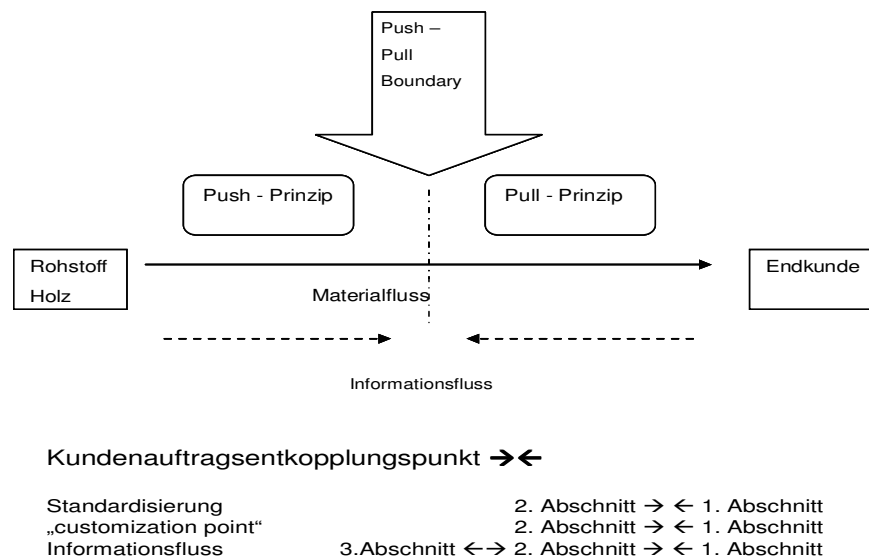 Push –
Pull
Boundary
Push - Prinzip
Pull - Prinzip
Rohstoff
Holz
Endkunde
Materialfluss
Informationsfluss
Kundenauftragsentkopplungspunkt →←
Standardisierung 2. Abschnitt → ← 1. Abschnitt
„customization point“ 2. Abschnitt → ← 1. Abschnitt
Informationsfluss 3.Abschnitt ←→ 2. Abschnitt → ← 1. Abschnitt